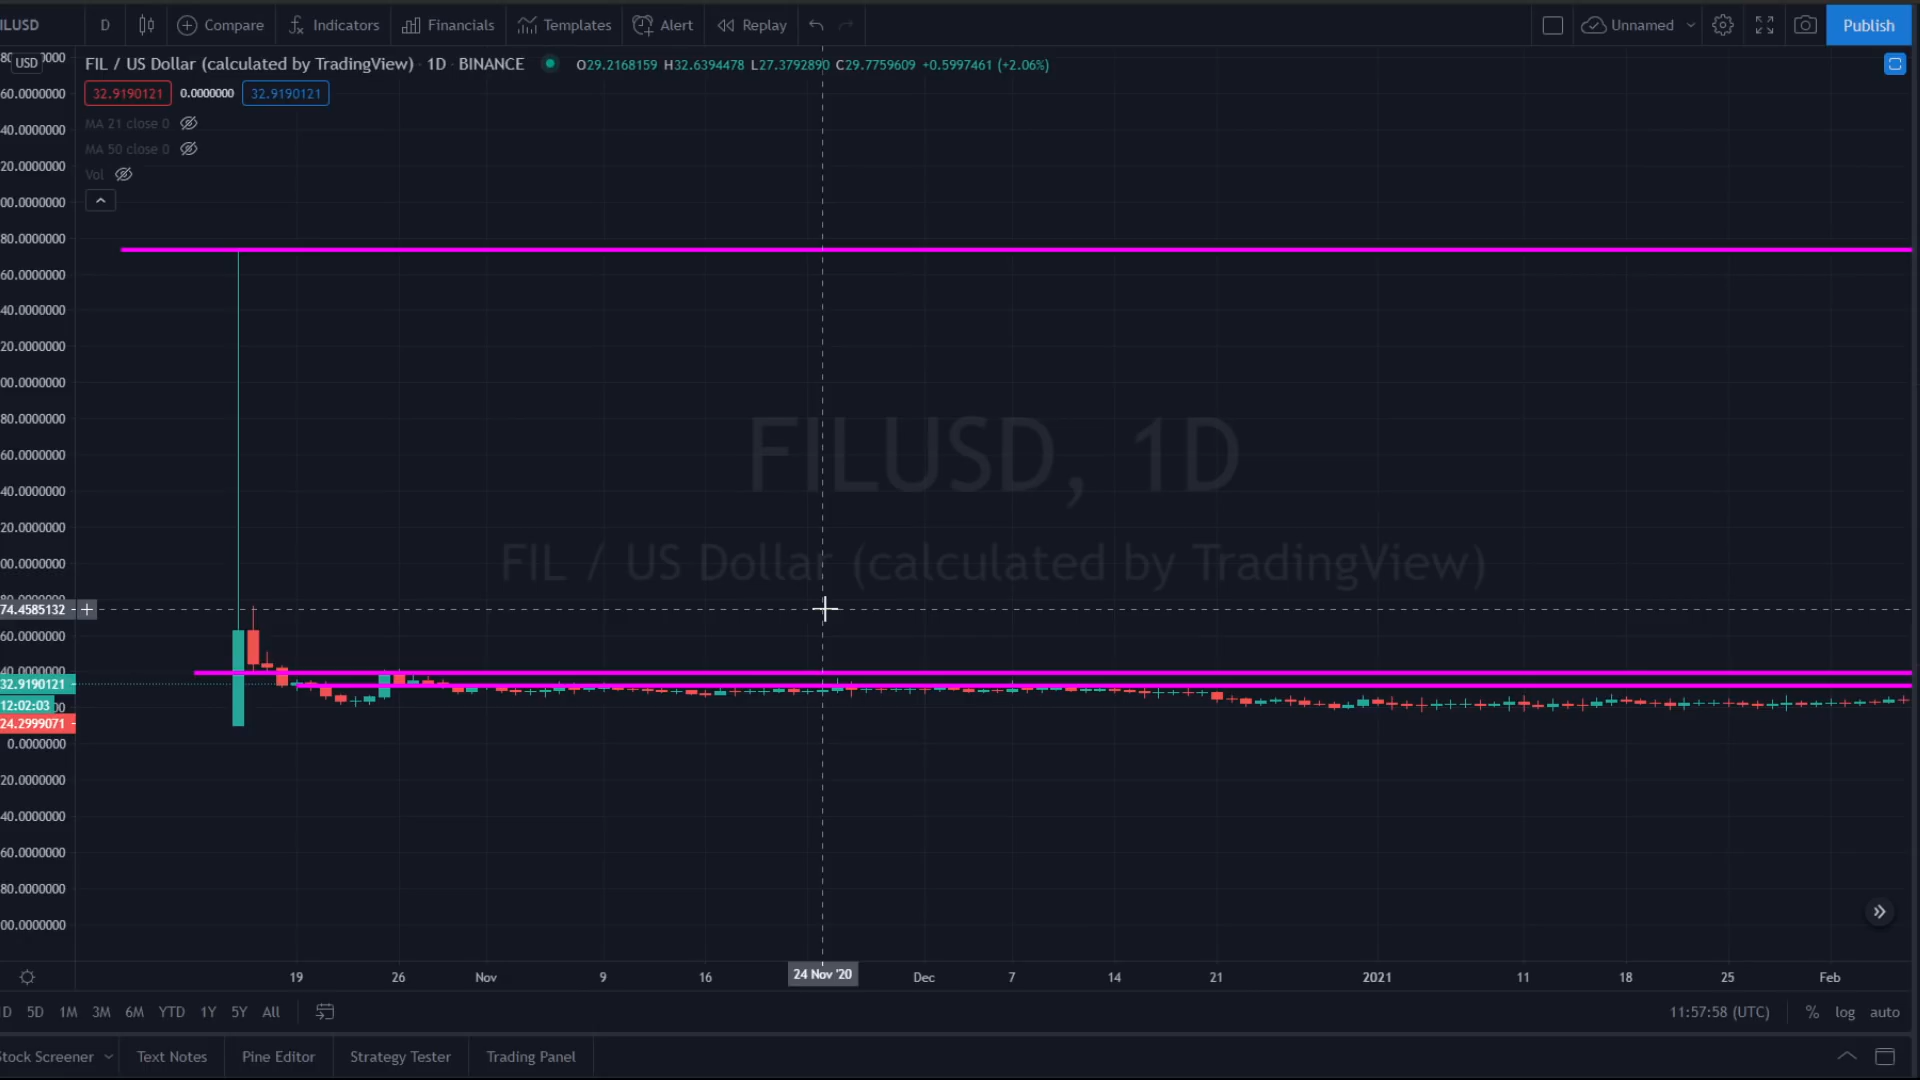 ILUSD D Compare Indicators Financials Templates Alert Replay Unnamed Publish
USD
FIL / US Dollar (calculated by TradingView) · 1D · BINANCE O29.2168159 H32.6394478 L27.3792890 C29.7759609 +0.5997461 (+2.06%)
32.9190121 0.0000000 32.9190121
MA 21 close 0
MA 50 close 0
Vol
60.0000000
40.0000000
20.0000000
00.0000000
80.0000000
60.0000000
40.0000000
20.0000000
00.0000000
80.0000000
60.0000000
40.0000000
20.0000000
00.0000000
74.4585132
60.0000000
40.0000000
32.9190121
12:02:03
24.2999071
0.0000000
20.0000000
40.0000000
60.0000000
80.0000000
00.0000000
FILUSD, 1D
FIL / US Dollar (calculated by TradingView)
19 26 Nov 9 16 24 Nov '20 Dec 7 14 21 2021 11 18 25 Feb
1D 5D 1M 3M 6M YTD 1Y 5Y All 11:57:58 (UTC) % log auto
Stock Screener Text Notes Pine Editor Strategy Tester Trading Panel